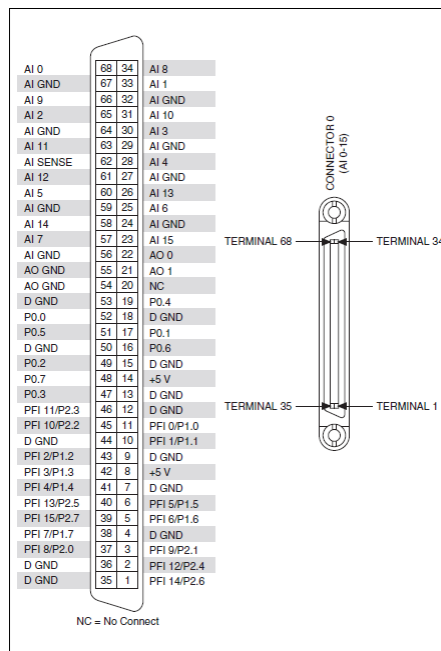 AI 0 68 34 AI 8
AI GND 67 33 AI 1
AI 9 66 32 AI GND
AI 2 65 31 AI 10
AI GND 64 30 AI 3
AI 11 63 29 AI GND
AI SENSE 62 28 AI 4
AI 12 61 27 AI GND
AI 5 60 26 AI 13
AI GND 59 25 AI 6
AI 14 58 24 AI GND
AI 7 57 23 AI 15
AI GND 56 22 AO 0
AO GND 55 21 AO 1
AO GND 54 20 NC
D GND 53 19 P0.4
P0.0 52 18 D GND
P0.5 51 17 P0.1
D GND 50 16 P0.6
P0.2 49 15 D GND
P0.7 48 14 +5 V
P0.3 47 13 D GND
PFI 11/P2.3 46 12 D GND
PFI 10/P2.2 45 11 PFI 0/P1.0
D GND 44 10 PFI 1/P1.1
PFI 2/P1.2 43 9 D GND
PFI 3/P1.3 42 8 +5 V
PFI 4/P1.4 41 7 D GND
PFI 13/P2.5 40 6 PFI 5/P1.5
PFI 15/P2.7 39 5 PFI 6/P1.6
PFI 7/P1.7 38 4 D GND
PFI 8/P2.0 37 3 PFI 9/P2.1
D GND 36 2 PFI 12/P2.4
D GND 35 1 PFI 14/P2.6
NC = No Connect
CONNECTOR 0
(AI 0-15)
TERMINAL 68 TERMINAL 34
TERMINAL 35 TERMINAL 1